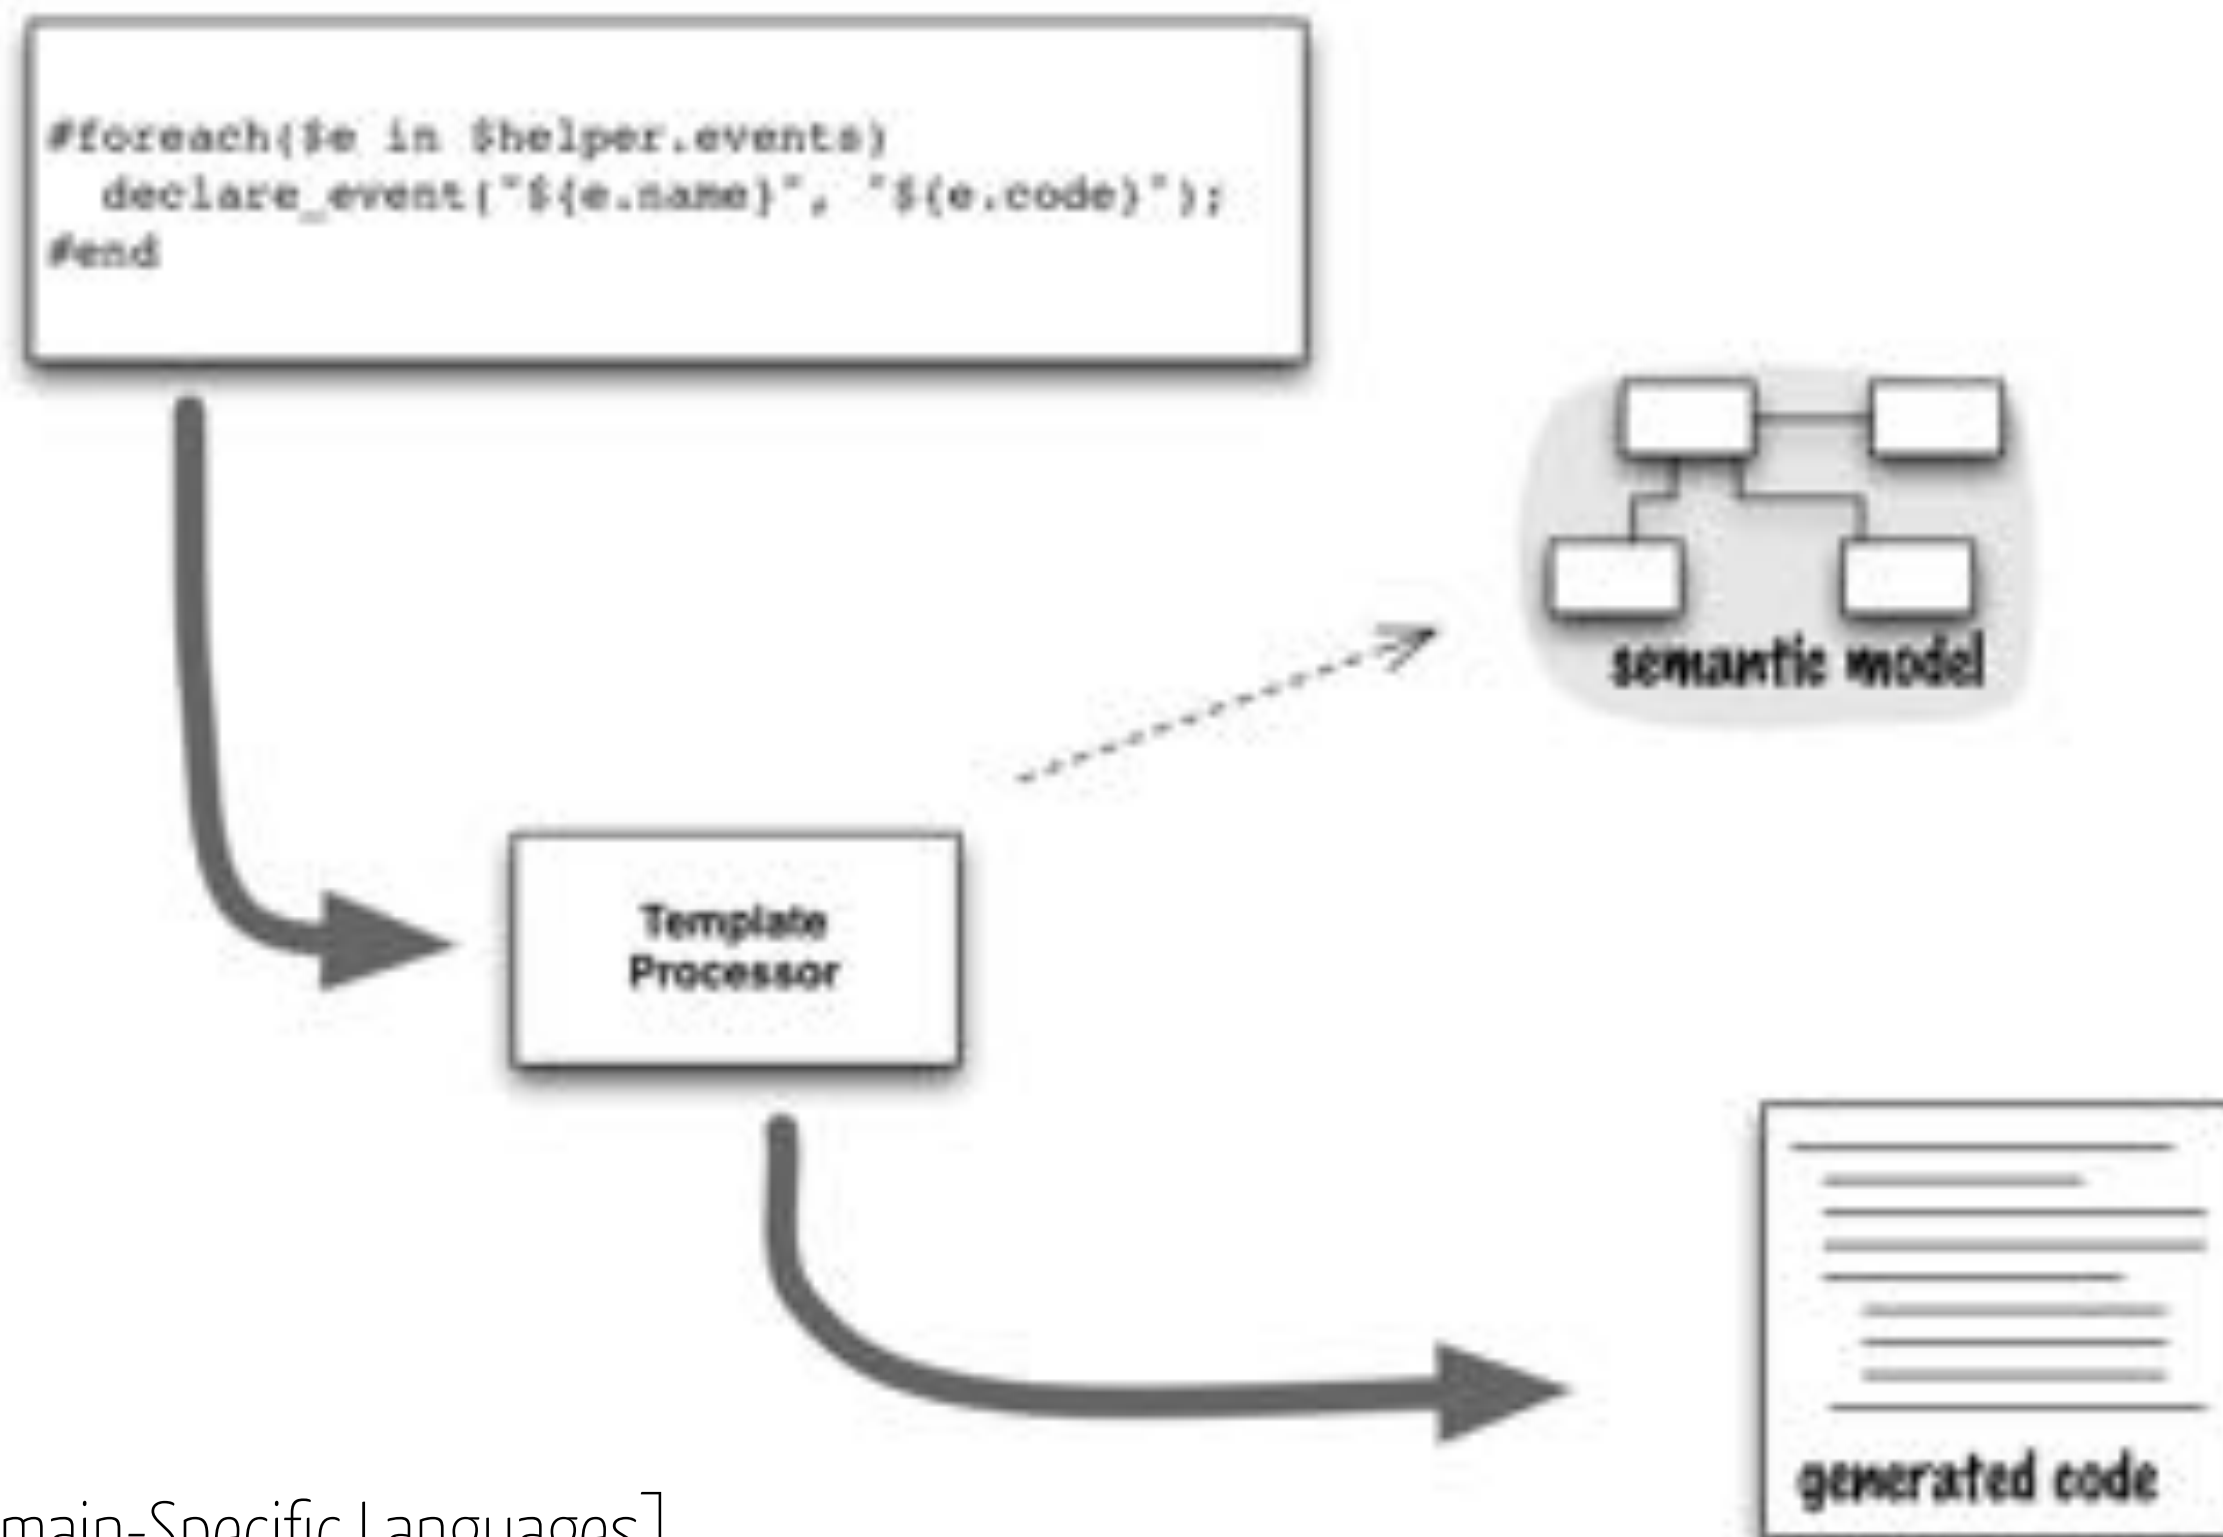 #foreach($e in $helper.events)
declare_event("${e.name}", "${e.code}");
#end
semantic model
Template
Processor
generated code
main-Specific Languages]